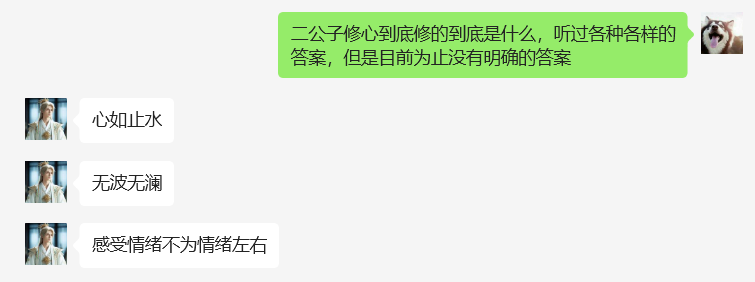 二公子修心到底修的到底是什么，听过各种各样的
答案，但是目前为止没有明确的答案
心如止水
无波无澜
感受情绪不为情绪左右